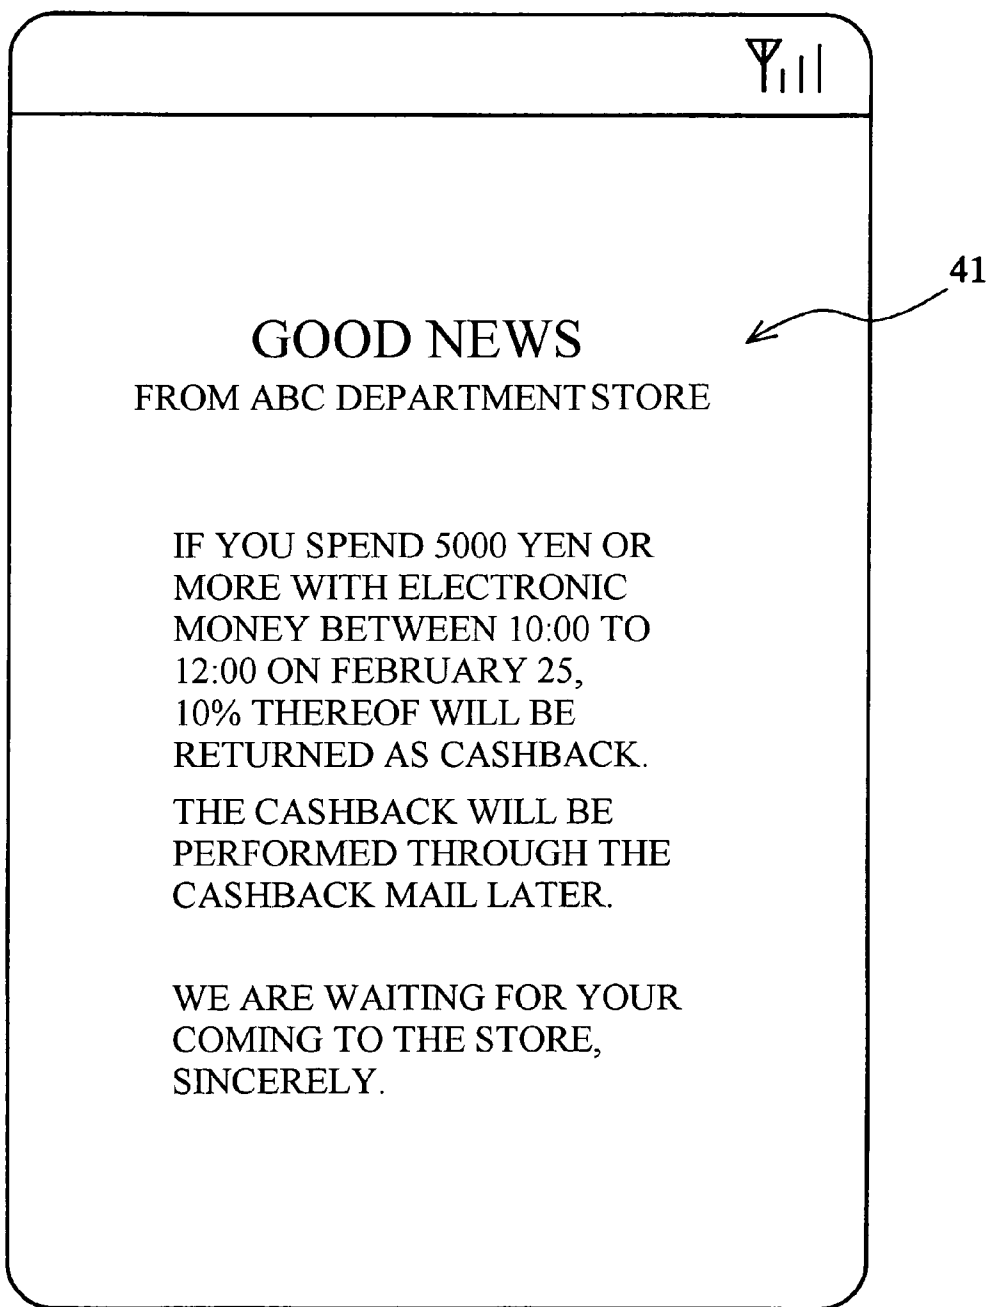 41
GOOD NEWS
FROM ABC DEPARTMENT STORE
IF YOU SPEND 5000 YEN OR
MORE WITH ELECTRONIC
MONEY BETWEEN 10:00 TO
12:00 ON FEBRUARY 25,
10% THEREOF WILL BE
RETURNED AS CASHBACK.
THE CASHBACK WILL BE
PERFORMED THROUGH THE
CASHBACK MAIL LATER.
WE ARE WAITING FOR YOUR
COMING TO THE STORE,
SINCERELY.